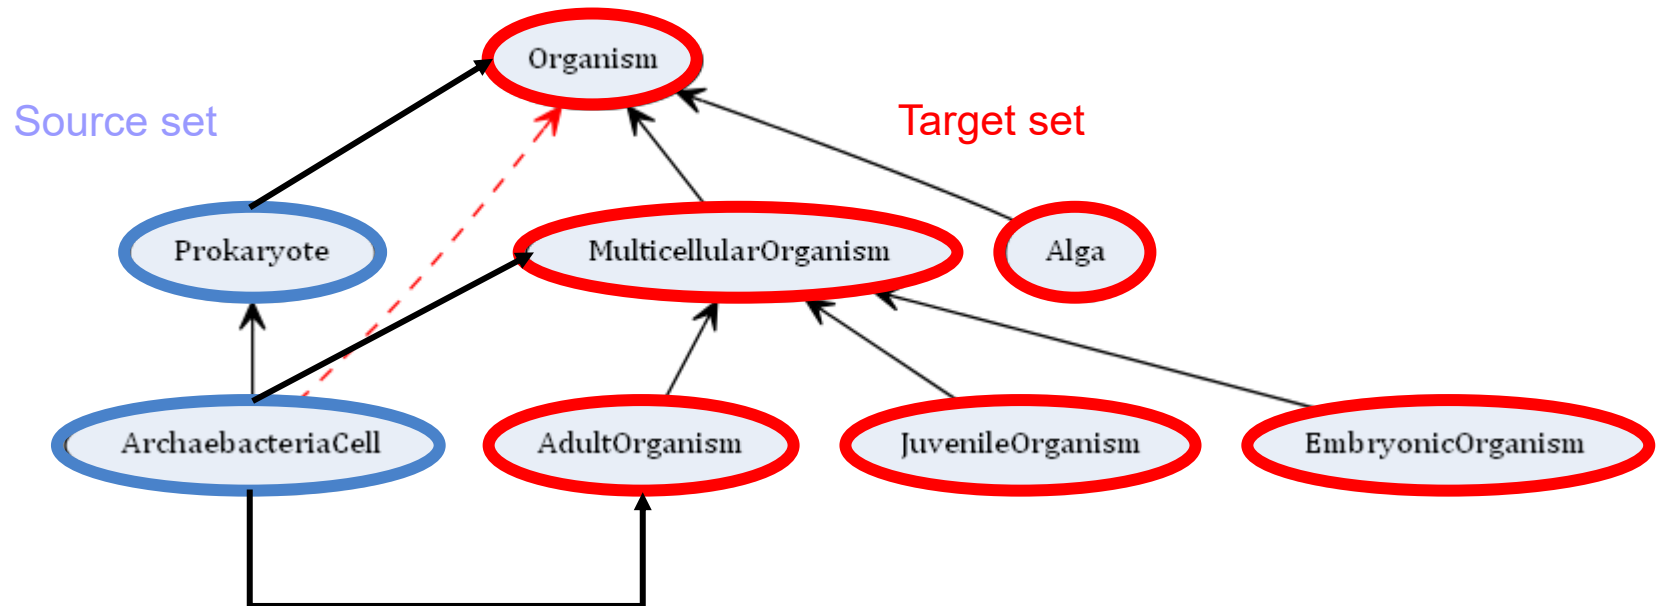 Organism
Source set
Target set
Prokaryote
MulticellularOrganism
Alga
ArchaebacteriaCell
AdultOrganism
JuvenileOrganism
EmbryonicOrganism